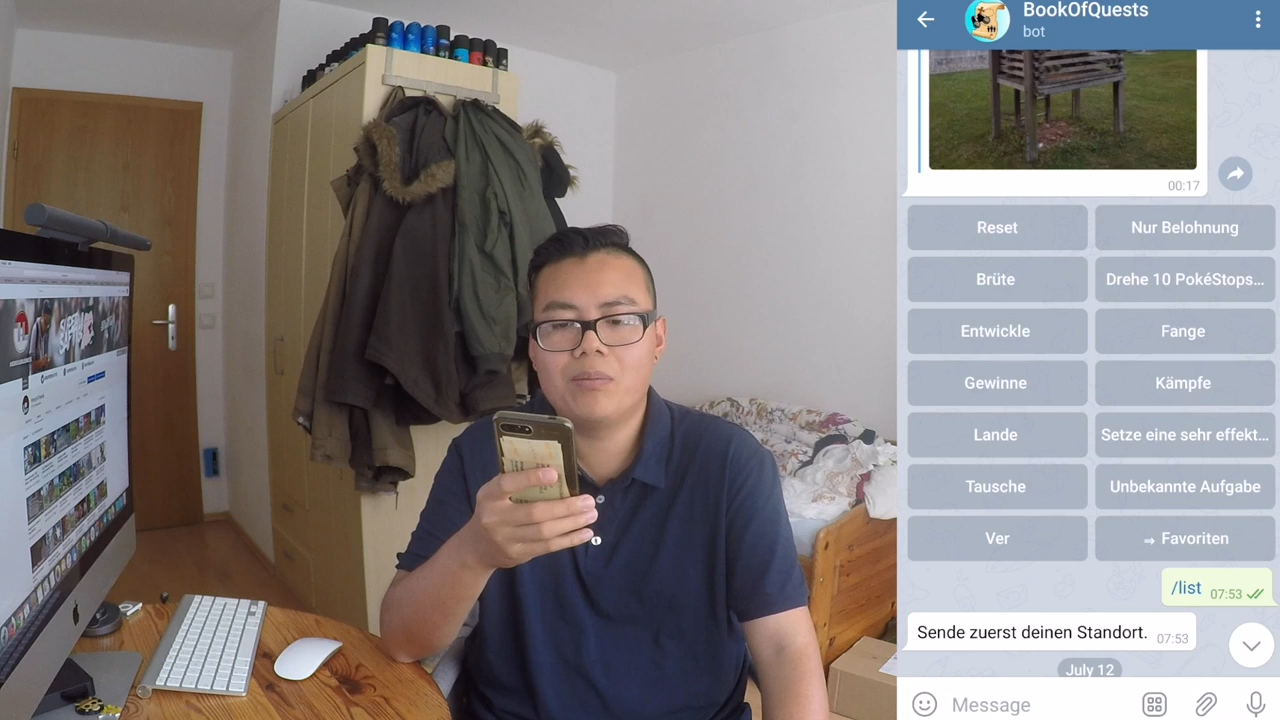 BookOfQuests
bot
00:17
Reset
Nur Belohnung
Brüte
Drehe 10 PokéStops...
Entwickle
Fange
Gewinne
Kämpfe
Lande
Setze eine sehr effekt...
Tausche
Unbekannte Aufgabe
Ver
⇒ Favoriten
/list 07:53
Sende zuerst deinen Standort. 07:53
July 12
Message